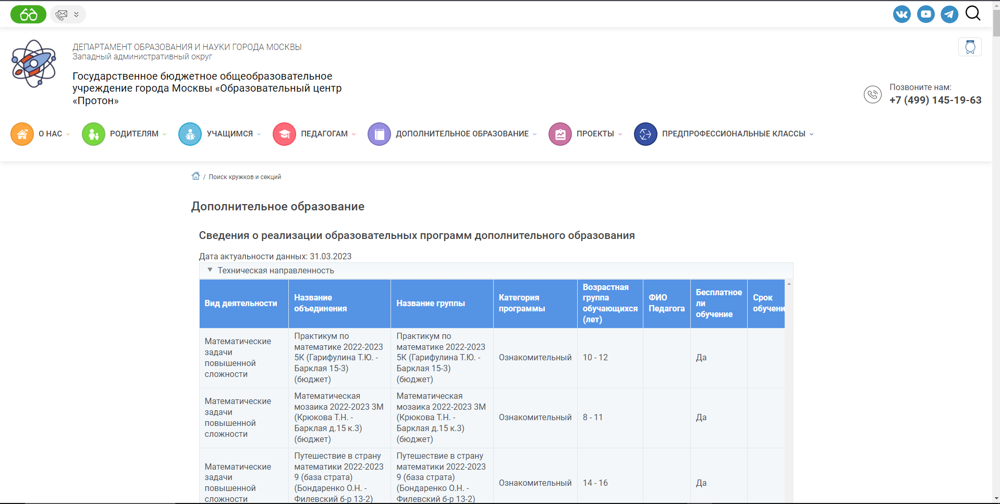 ДЕПАРТАМЕНТ ОБРАЗОВАНИЯ И НАУКИ ГОРОДА МОСКВЫ
Западный административный округ
Государственное бюджетное общеобразовательное
учреждение города Москвы «Образовательный центр
«Протон»
Позвоните нам:
+7 (499) 145-19-63
О НАС
РОДИТЕЛЯМ
УЧАЩИМСЯ
ПЕДАГОГАМ
ДОПОЛНИТЕЛЬНОЕ ОБРАЗОВАНИЕ
ПРОЕКТЫ
ПРЕДПРОФЕССИОНАЛЬНЫЕ КЛАССЫ
/ Поиск кружков и секций
Дополнительное образование
Сведения о реализации образовательных программ дополнительного образования
Дата актуальности данных: 31.03.2023
Техническая направленность
Вид деятельности
Название
объединения
Название группы
Категория
программы
Возрастная
группа
обучающихся
(лет)
ФИО
Педагога
Бесплатное
ли
обучение
Срок
обучени
Математические
задачи
повышенной
сложности
Практикум по
математике 2022-2023
5К (Гарифулина Т.Ю. -
Барклая 15-3)
(бюджет)
Практикум по
математике 2022-2023
5К (Гарифулина Т.Ю. -
Барклая 15-3)
(бюджет)
Ознакомительный
10 - 12
Да
Математические
задачи
повышенной
сложности
Математическая
мозаика 2022-2023 3М
(Крюкова Т.Н. -
Барклая д.15 к.3)
(бюджет)
Математическая
мозаика 2022-2023 3М
(Крюкова Т.Н. -
Барклая д.15 к.3)
(бюджет)
Ознакомительный
8 - 11
Да
Математические
задачи
повышенной
сложности
Путешествие в страну
математики 2022-2023
9 (база страта)
(Бондаренко О.Н. -
Филевский б-р 13-2)
Путешествие в страну
математики 2022-2023
9 (база страта)
(Бондаренко О.Н. -
Филевский б-р 13-2)
Ознакомительный
14 - 16
Да